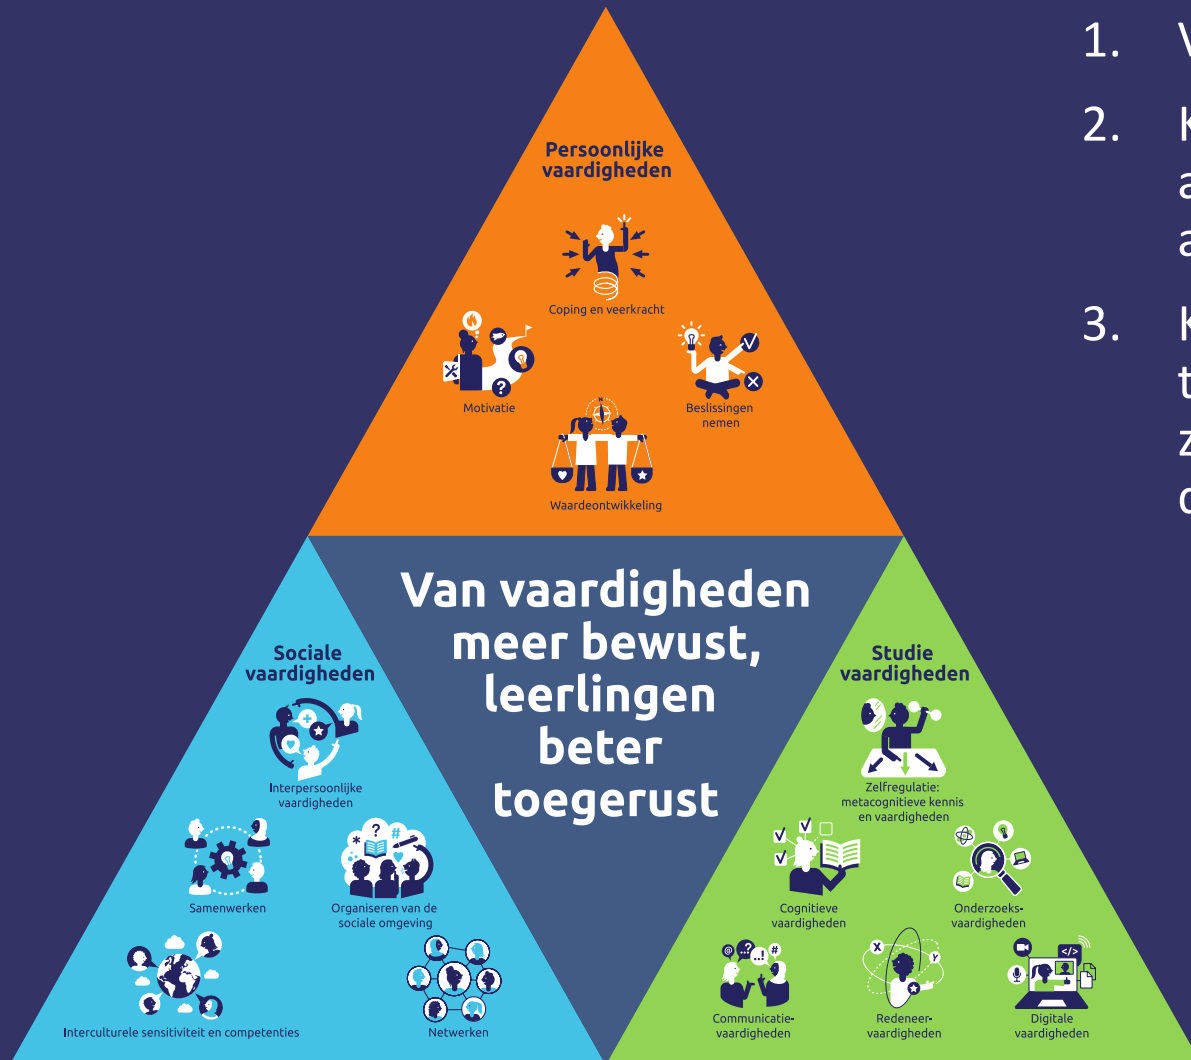 Persoonlijke
vaardigheden
Coping en veerkracht
Motivatie
Beslissingen
nemen
Waardeontwikkeling
Van vaardigheden
meer bewust,
leerlingen
beter
toegerust
Sociale
vaardigheden
Interpersoonlijke
vaardigheden
Samenwerken
Organiseren van de
sociale omgeving
Interculturele sensitiviteit en competenties
Netwerken
Studie
vaardigheden
Zelfregulatie:
metacognitieve kennis
en vaardigheden
Cognitieve
vaardigheden
Onderzoeks-
vaardigheden
Communicatie-
vaardigheden
Redeneer-
vaardigheden
Digitale
vaardigheden
1.
2.
3.